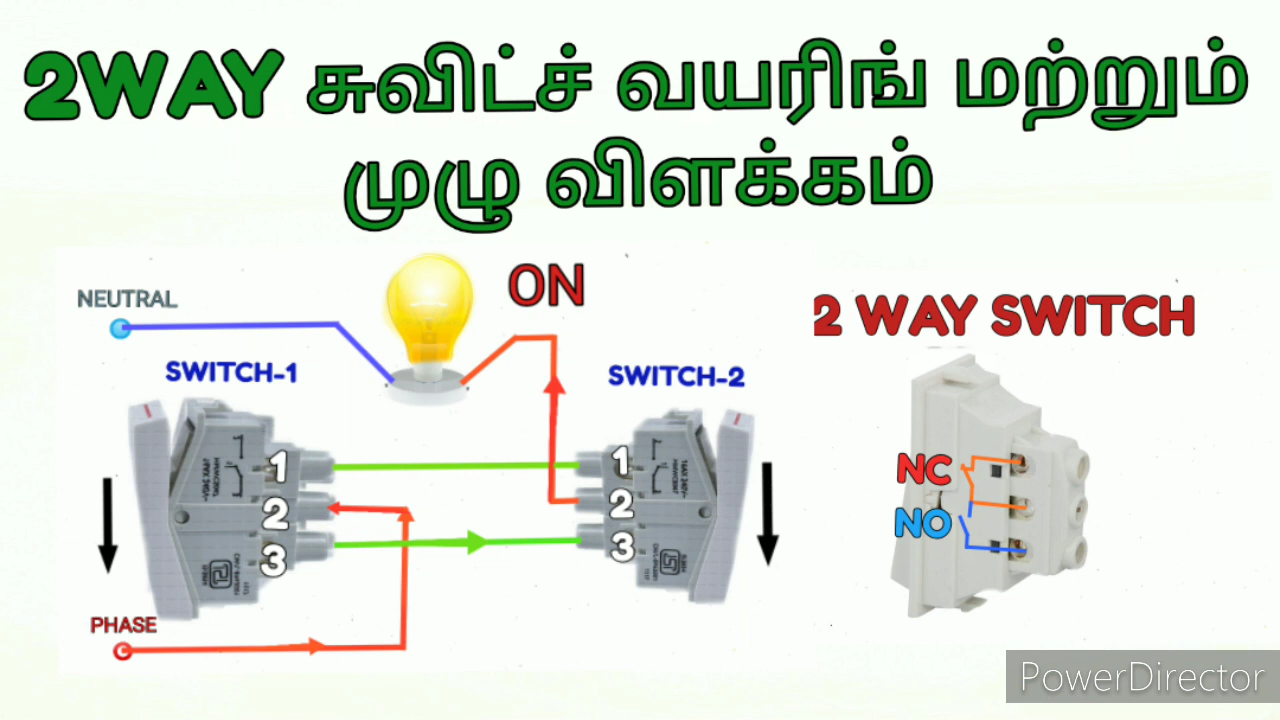 2WAY சுவிட்ச் வயரிங் மற்றும்
முழு விளக்கம்
ON
NEUTRAL
2 WAY SWITCH
SWITCH-1
SWITCH-2
1
2
3
1
2
3
NC
NO
PHASE
PowerDirector